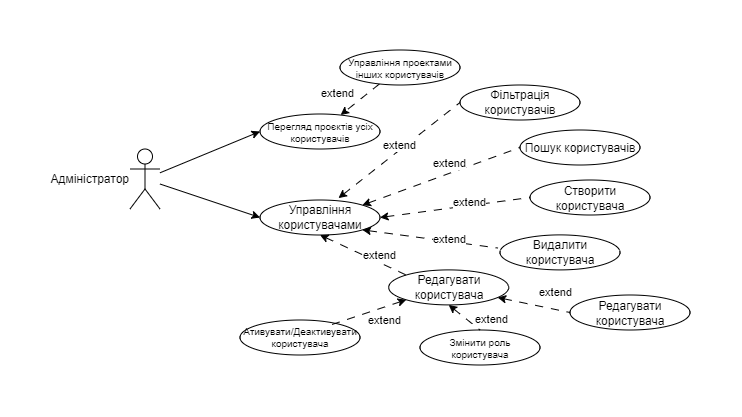 Управління проектами
інших користувачів
extend
Фільтрація
користувачів
Перегляд проєктів усіх
користувачів
extend
Пошук користувачів
extend
Адміністратор
Створити
користувача
extend
Управління
користувачами
extend
Видалити
користувача
extend
Редагувати
користувача
extend
Редагувати
користувача
extend
extend
Ативувати/Деактивувати
користувача
Змінити роль
користувача